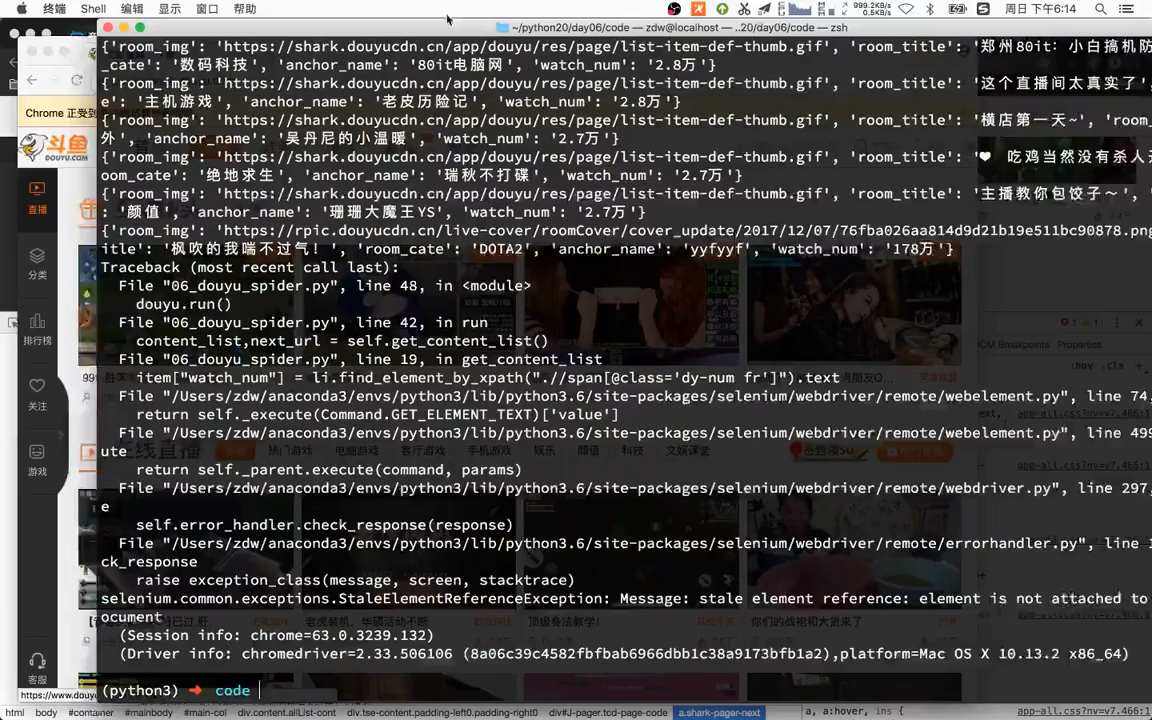 终端 Shell 编辑 显示 窗口 帮助 999.2KB/s 0.5KB/s 周日 下午6:14
~/python20/day06/code — zdw@localhost — ..20/day06/code — zsh
{'room_img': 'https://shark.douyucdn.cn/app/douyu/res/page/list-item-def-thumb.gif', 'room_title': '郑州80it：小白搞机防
_cate': '数码科技', 'anchor_name': '80it电脑网', 'watch_num': '2.8万'}
{'room_img': 'https://shark.douyucdn.cn/app/douyu/res/page/list-item-def-thumb.gif', 'room_title': '这个直播间太真实了'
e': '主机游戏', 'anchor_name': '老皮历险记', 'watch_num': '2.8万'}
{'room_img': 'https://shark.douyucdn.cn/app/douyu/res/page/list-item-def-thumb.gif', 'room_title': '横店第一天~', 'room_
外', 'anchor_name': '吴丹尼的小温暖', 'watch_num': '2.7万'}
{'room_img': 'https://shark.douyucdn.cn/app/douyu/res/page/list-item-def-thumb.gif', 'room_title': '❤ 吃鸡当然没有杀人
oom_cate': '绝地求生', 'anchor_name': '瑞秋不打碟', 'watch_num': '2.7万'}
{'room_img': 'https://shark.douyucdn.cn/app/douyu/res/page/list-item-def-thumb.gif', 'room_title': '主播教你包饺子～',
: '颜值', 'anchor_name': '珊珊大魔王YS', 'watch_num': '2.7万'}
{'room_img': 'https://rpic.douyucdn.cn/live-cover/roomCover/cover_update/2017/12/07/76fba026aa814d9d21b19e511bc90878.png
title': '枫吹的我喘不过气！', 'room_cate': 'DOTA2', 'anchor_name': 'yyfyyf', 'watch_num': '178万'}
Traceback (most recent call last):
File "06_douyu_spider.py", line 48, in <module>
douyu.run()
File "06_douyu_spider.py", line 42, in run
content_list,next_url = self.get_content_list()
File "06_douyu_spider.py", line 19, in get_content_list
item["watch_num"] = li.find_element_by_xpath(".//span[@class='dy-num fr']").text
File "/Users/zdw/anaconda3/envs/python3/lib/python3.6/site-packages/selenium/webdriver/remote/webelement.py", line 74,
return self._execute(Command.GET_ELEMENT_TEXT)['value']
File "/Users/zdw/anaconda3/envs/python3/lib/python3.6/site-packages/selenium/webdriver/remote/webelement.py", line 499
ute
return self._parent.execute(command, params)
File "/Users/zdw/anaconda3/envs/python3/lib/python3.6/site-packages/selenium/webdriver/remote/webdriver.py", line 297,
e
self.error_handler.check_response(response)
File "/Users/zdw/anaconda3/envs/python3/lib/python3.6/site-packages/selenium/webdriver/remote/errorhandler.py", line 1
ck_response
raise exception_class(message, screen, stacktrace)
selenium.common.exceptions.StaleElementReferenceException: Message: stale element reference: element is not attached to
ocument
(Session info: chrome=63.0.3239.132)
(Driver info: chromedriver=2.33.506106 (8a06c39c4582fbfbab6966dbb1c38a9173bfb1a2),platform=Mac OS X 10.13.2 x86_64)
(python3) ➜ code
Chrome 正受到
斗鱼
DOUYU.COM
直播
分类
排行榜
关注
游戏
客服
https://www.douyu
html body #container #mainbody #main-col div.content.allList-cont div.tse-content.padding-left0.padding-right0 div#J-pager.tcd-page-code a.shark-pager-next a, a:hover, ins {